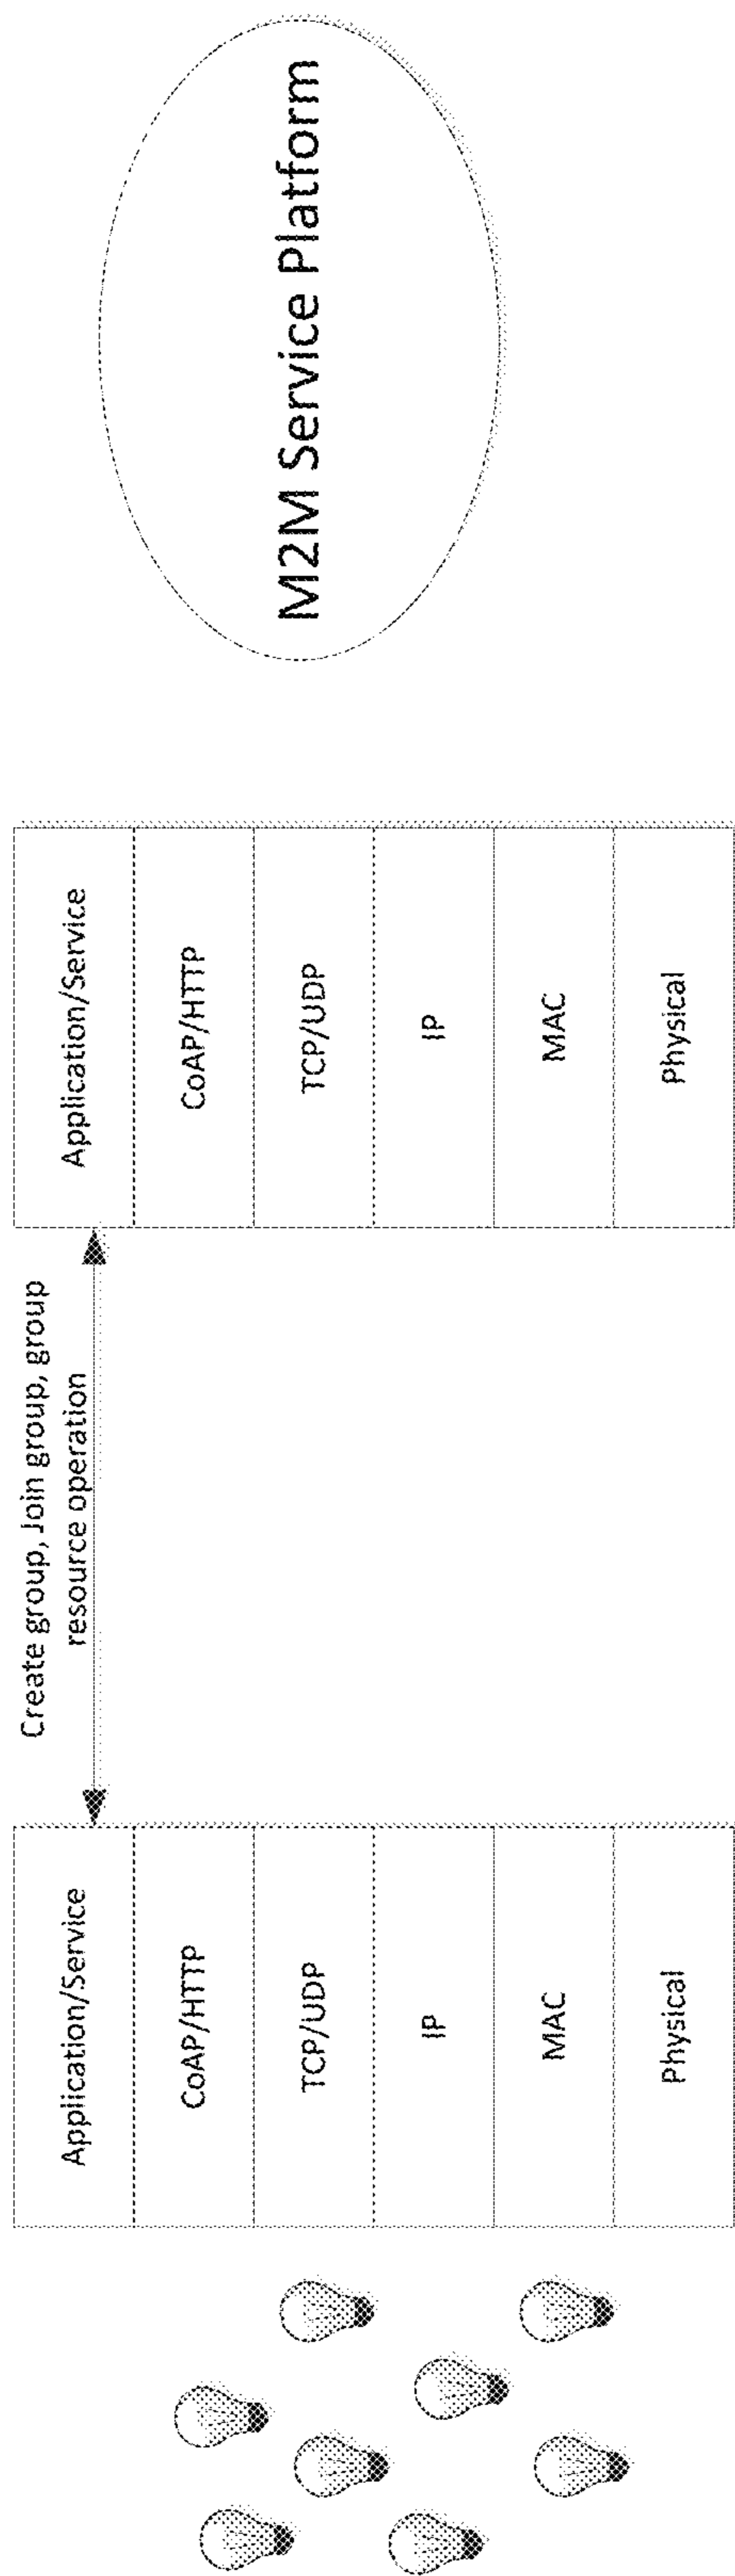 Application/Service
CoAP/HTTP
TCP/UDP
IP
MAC
Physical
Create group, Join group, group
resource operation
Application/Service
CoAP/HTTP
TCP/UDP
IP
MAC
Physical
M2M Service Platform